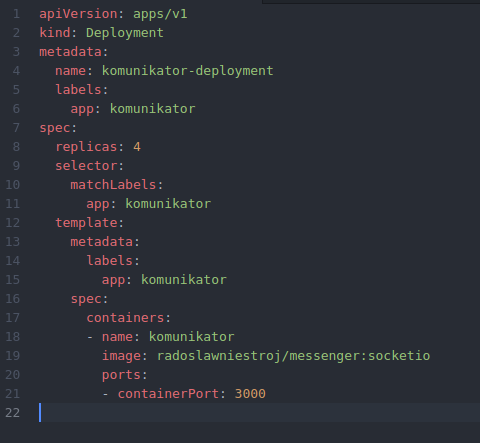 1 apiVersion: apps/v1
2 kind: Deployment
3 metadata:
4   name: komunikator-deployment
5   labels:
6     app: komunikator
7 spec:
8   replicas: 4
9   selector:
10     matchLabels:
11       app: komunikator
12   template:
13     metadata:
14       labels:
15         app: komunikator
16     spec:
17       containers:
18       - name: komunikator
19         image: radoslawniestroj/messenger:socketio
20         ports:
21         - containerPort: 3000
22